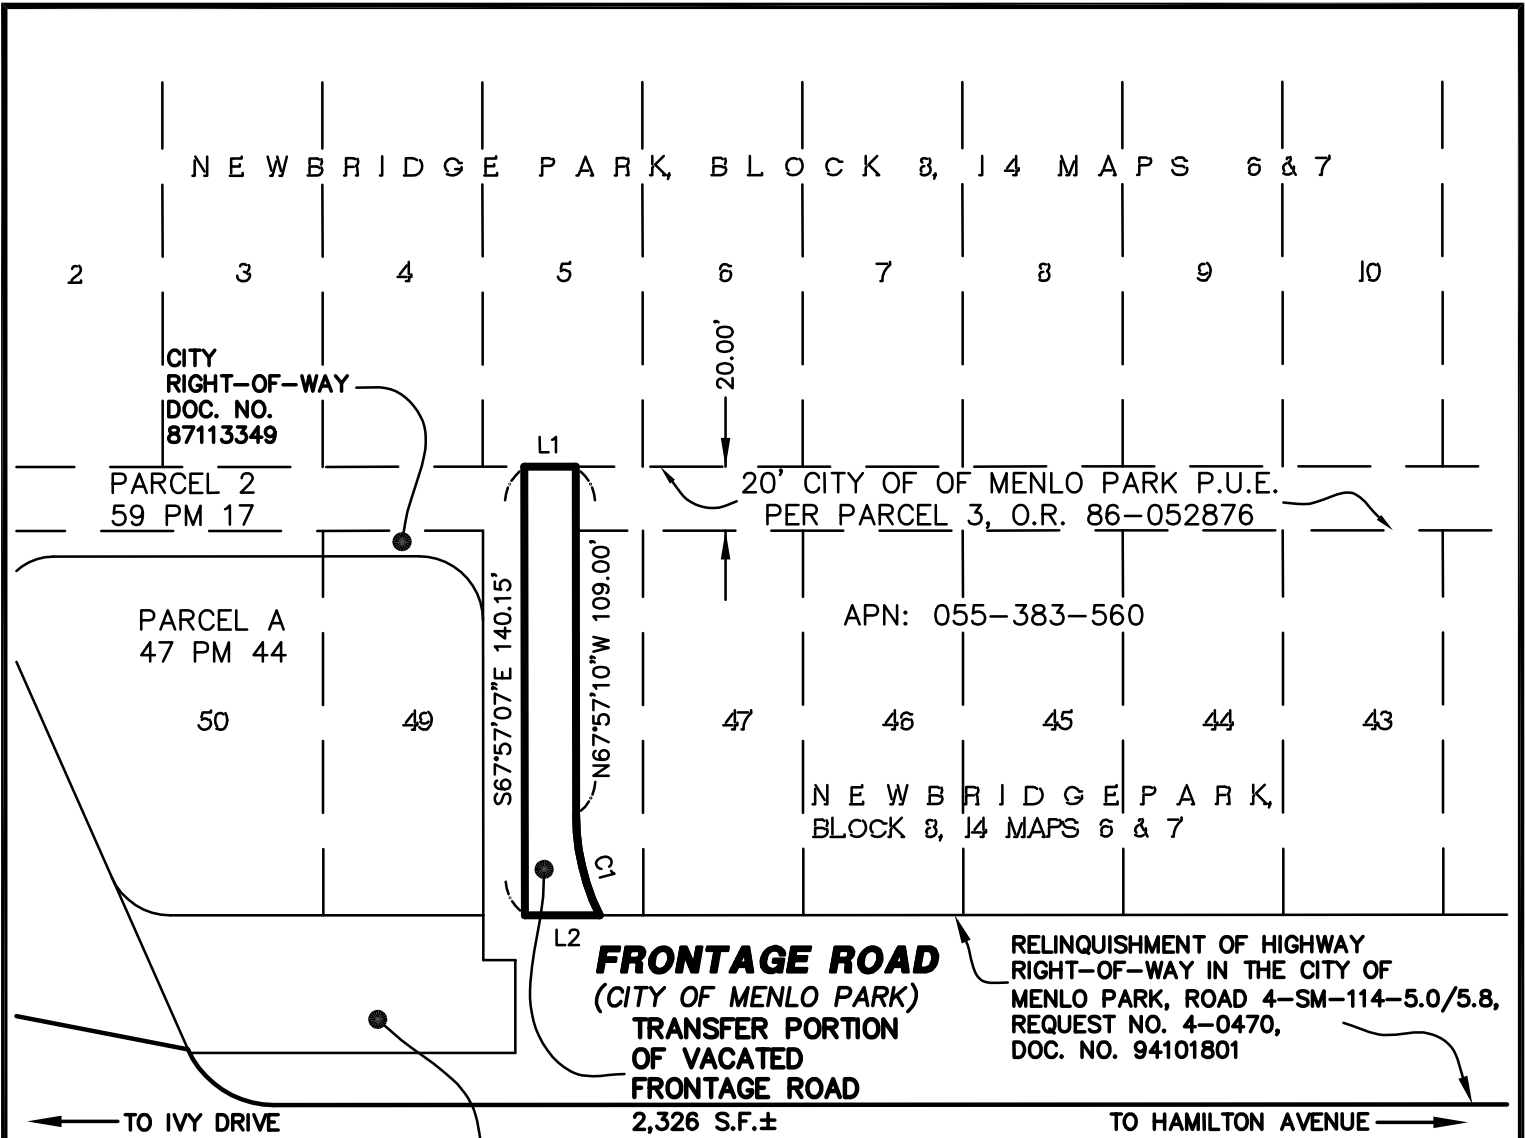 NEWBRIDGE PARK, BLOCK 8, 14 MAPS 6 & 7
2 3 4 5 6 7 8 9 10
CITY
RIGHT-OF-WAY
DOC. NO.
87113349
20.00'
L1
PARCEL 2
59 PM 17
20' CITY OF OF MENLO PARK P.U.E.
PER PARCEL 3, O.R. 86-052876
PARCEL A
47 PM 44
S67°57'07"E 140.15'
N67°57'10"W 109.00'
APN: 055-383-560
50 49 47 46 45 44 43
NEWBRIDGE PARK,
BLOCK 8, 14 MAPS 6 & 7
C1
L2
FRONTAGE ROAD
(CITY OF MENLO PARK)
TRANSFER PORTION
OF VACATED
FRONTAGE ROAD
2,326 S.F.±
RELINQUISHMENT OF HIGHWAY
RIGHT-OF-WAY IN THE CITY OF
MENLO PARK, ROAD 4-SM-114-5.0/5.8,
REQUEST NO. 4-0470,
DOC. NO. 94101801
TO IVY DRIVE
TO HAMILTON AVENUE